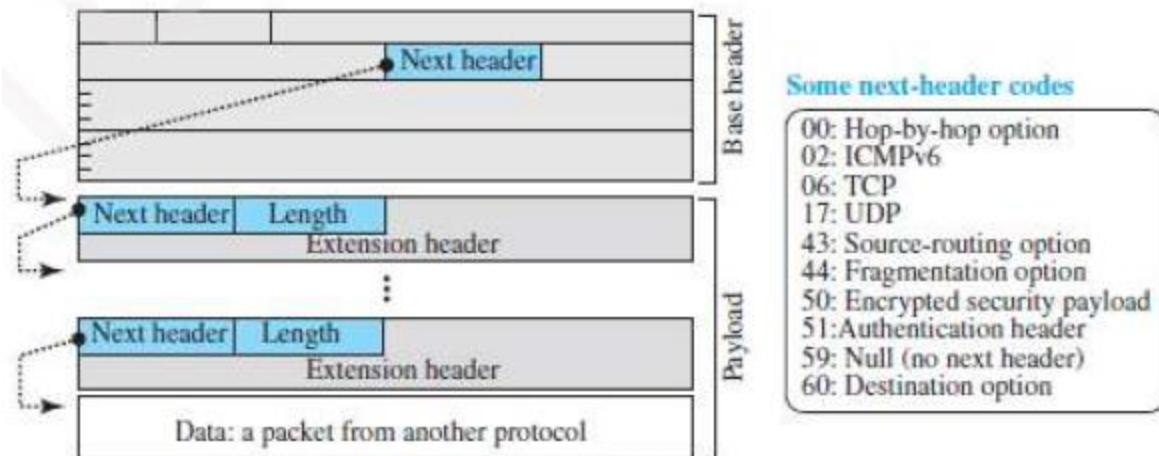 Next header
Base header
Next header Length
Extension header
Next header Length
Extension header
Data: a packet from another protocol
Payload
Some next-header codes
00: Hop-by-hop option
02: ICMPv6
06: TCP
17: UDP
43: Source-routing option
44: Fragmentation option
50: Encrypted security payload
51:Authentication header
59: Null (no next header)
60: Destination option